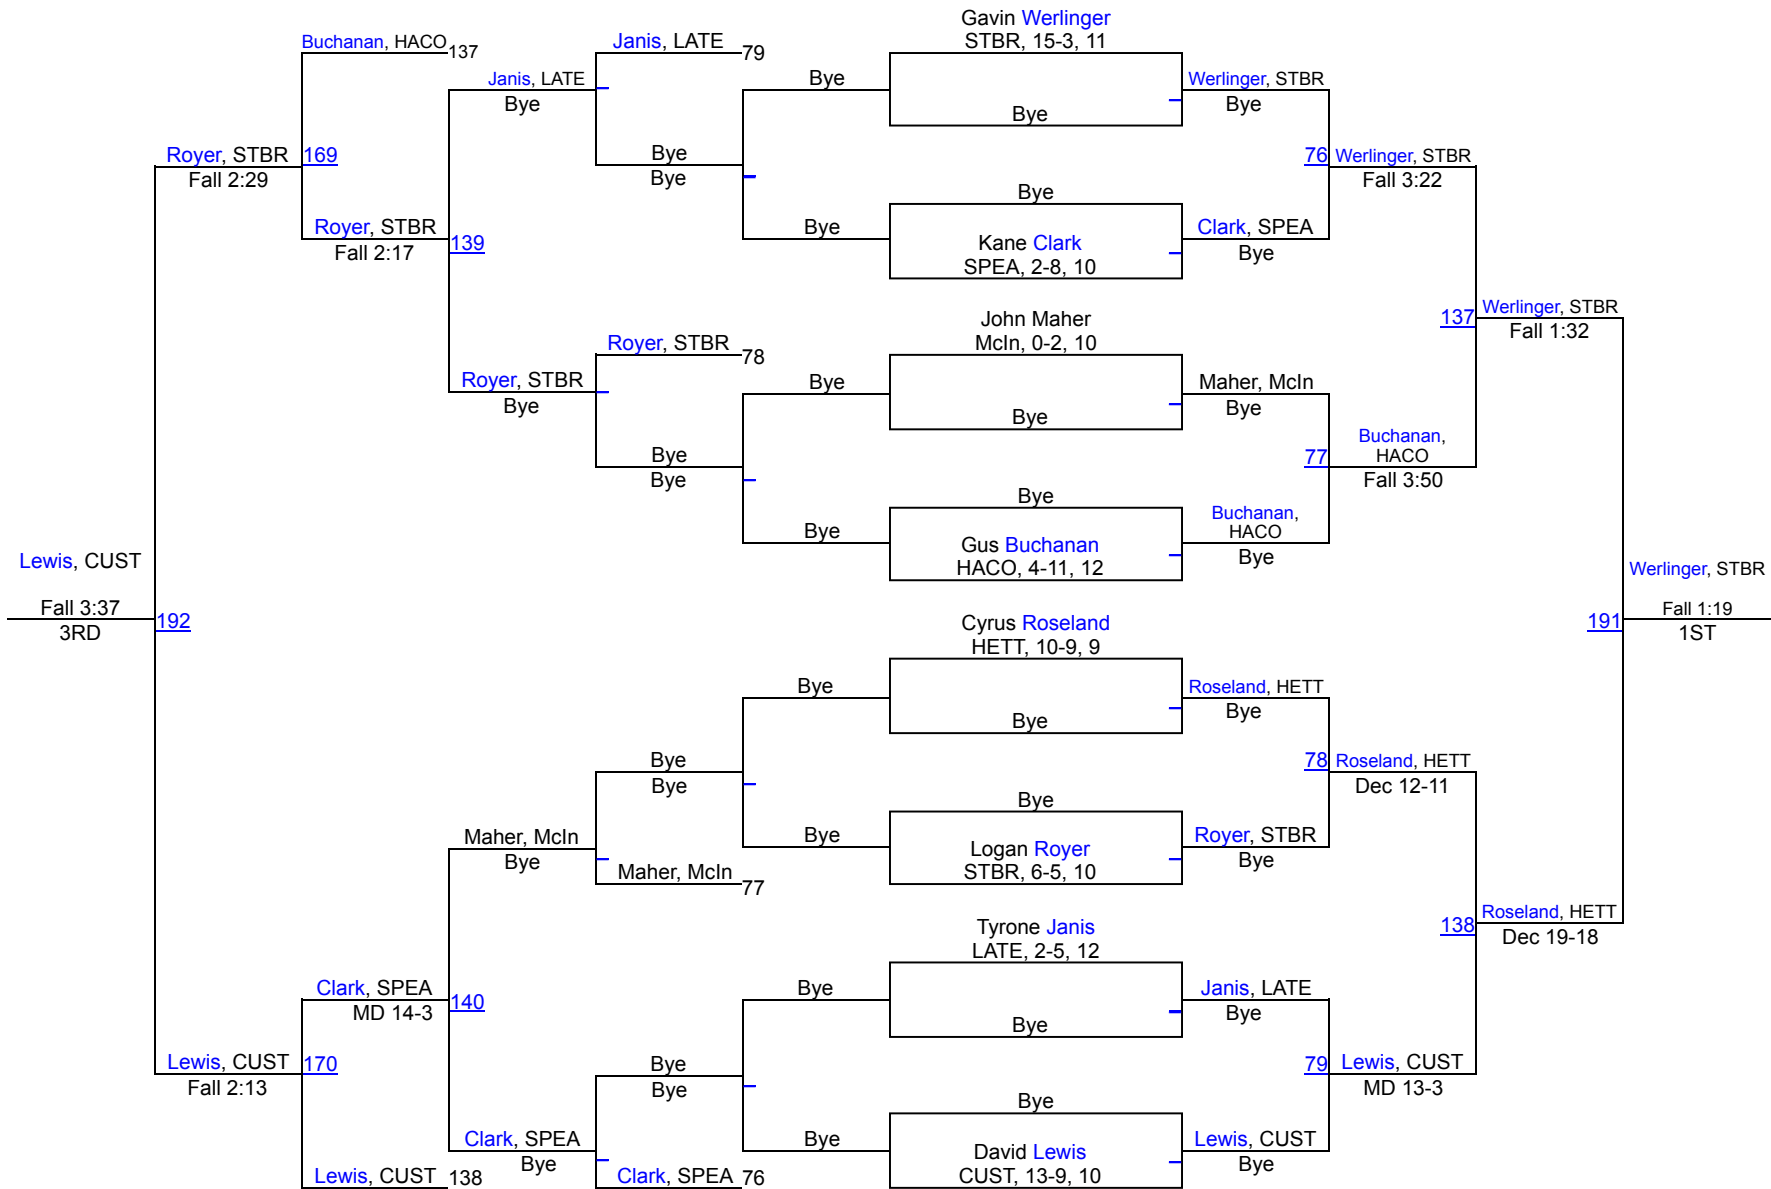 Gavin Werlinger
STBR, 15-3, 11
Buchanan, HACO
137
Janis, LATE
79
Janis, LATE
Bye
Bye
Bye
Werlinger, STBR
Bye
Royer, STBR
169
Fall 2:29
Bye
Bye
76
Werlinger, STBR
Fall 3:22
Bye
Royer, STBR
139
Fall 2:17
Bye
Kane Clark
SPEA, 2-8, 10
Clark, SPEA
Bye
John Maher
McIn, 0-2, 10
137
Werlinger, STBR
Fall 1:32
Royer, STBR
78
Royer, STBR
Bye
Bye
Bye
Maher, McIn
Bye
Bye
Bye
77
Buchanan,
HACO
Fall 3:50
Bye
Bye
Gus Buchanan
HACO, 4-11, 12
Buchanan,
HACO
Bye
Lewis, CUST
Fall 3:37
3RD
192
Werlinger, STBR
191
Fall 1:19
1ST
Cyrus Roseland
HETT, 10-9, 9
Bye
Bye
Roseland, HETT
Bye
Bye
Bye
78
Roseland, HETT
Dec 12-11
Bye
Maher, McIn
Bye
Bye
Logan Royer
STBR, 6-5, 10
Royer, STBR
Bye
Maher, McIn
77
Tyrone Janis
LATE, 2-5, 12
138
Roseland, HETT
Dec 19-18
Clark, SPEA
140
MD 14-3
Bye
Bye
Janis, LATE
Bye
Lewis, CUST
170
Fall 2:13
Bye
Bye
79
Lewis, CUST
MD 13-3
Bye
Clark, SPEA
Bye
Bye
David Lewis
CUST, 13-9, 10
Lewis, CUST
Bye
Lewis, CUST
138
Clark, SPEA
76